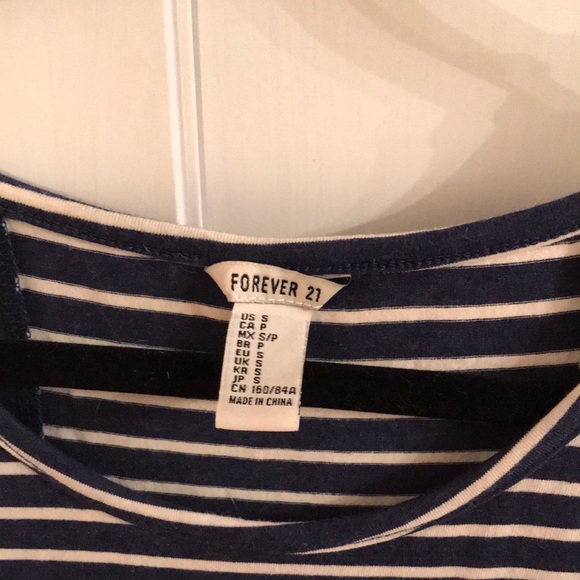 FOREVER 21
US S
CA P
MX S/P
BR P
EU S
UK S
KR S
JP S
CN 160/84A
MADE IN CHINA